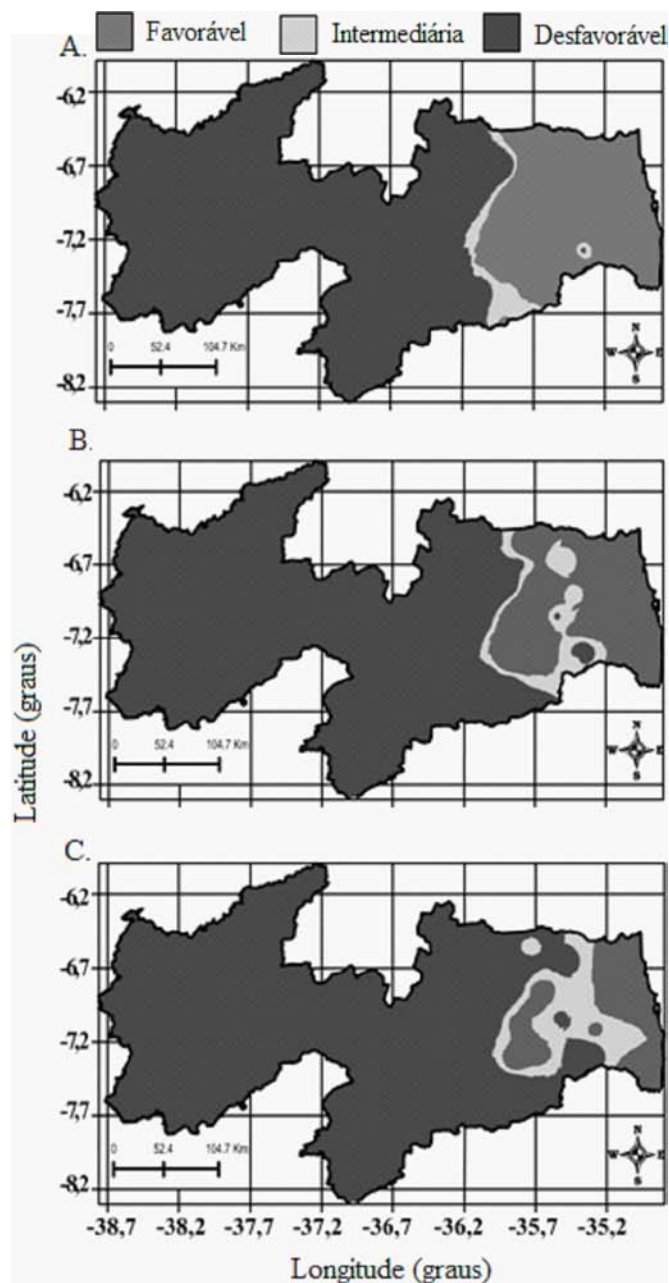 Favorável Intermediária Desfavorável
A.
-6,2
-6,7
-7,2
-7,7
-8,2
0 52.4 104.7 Km
N
W E
S
B.
-6,2
-6,7
-7,2
-7,7
-8,2
0 52.4 104.7 Km
N
W E
S
Latitude (graus)
C.
-6,2
-6,7
-7,2
-7,7
-8,2
0 52.4 104.7 Km
N
W E
S
-38,7 -38,2 -37,7 -37,2 -36,7 -36,2 -35,7 -35,2
Longitude (graus)